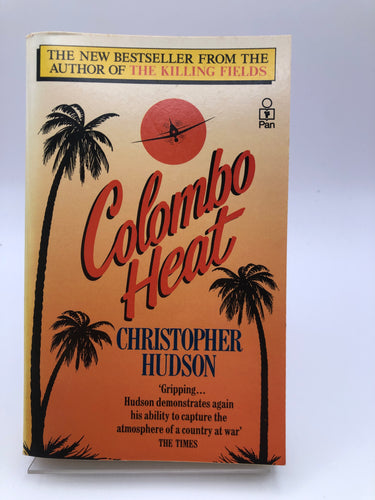 THE NEW BESTSELLER FROM THE
AUTHOR OF THE KILLING FIELDS
Pan
Colombo
Heat
CHRISTOPHER
HUDSON
'Gripping...
Hudson demonstrates again
his ability to capture the
atmosphere of a country at war'
THE TIMES